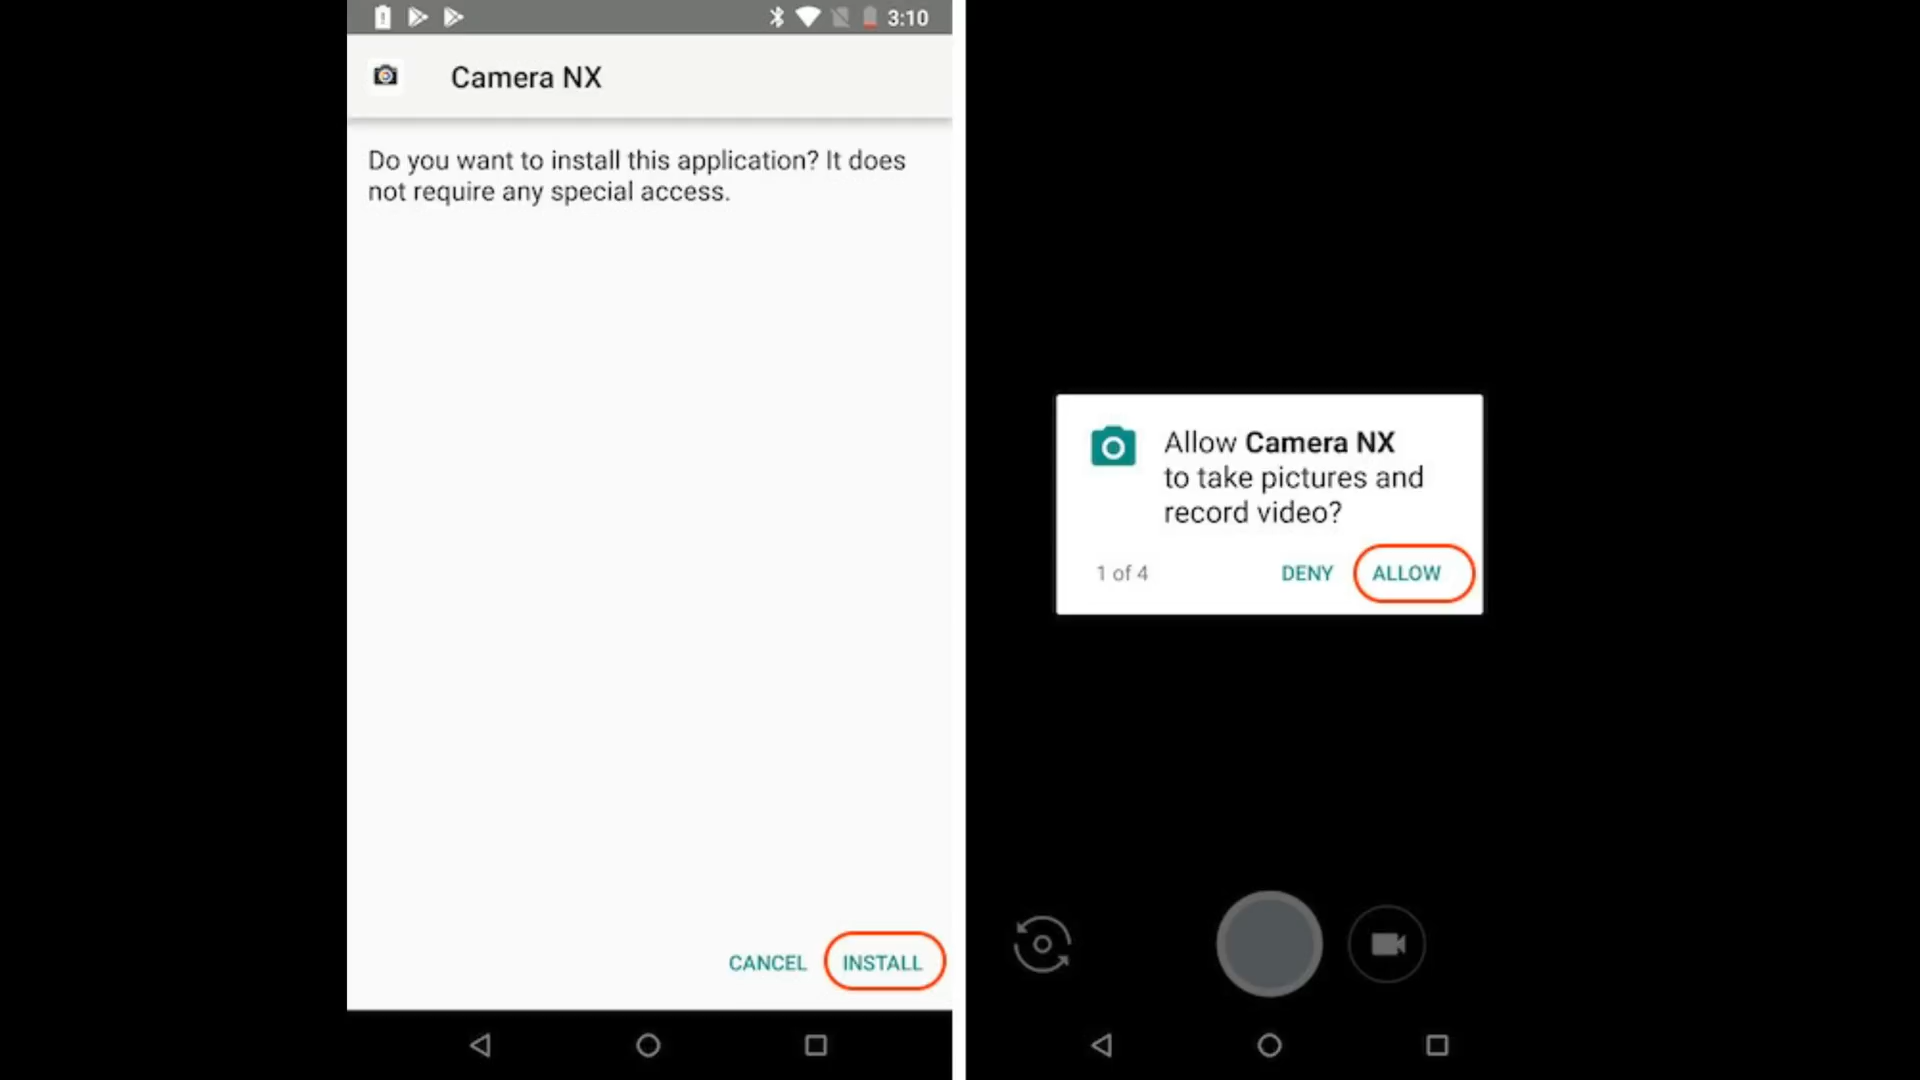 3:10
Camera NX
Do you want to install this application? It does
not require any special access.
CANCEL INSTALL
Allow Camera NX
to take pictures and
record video?
1 of 4 DENY ALLOW